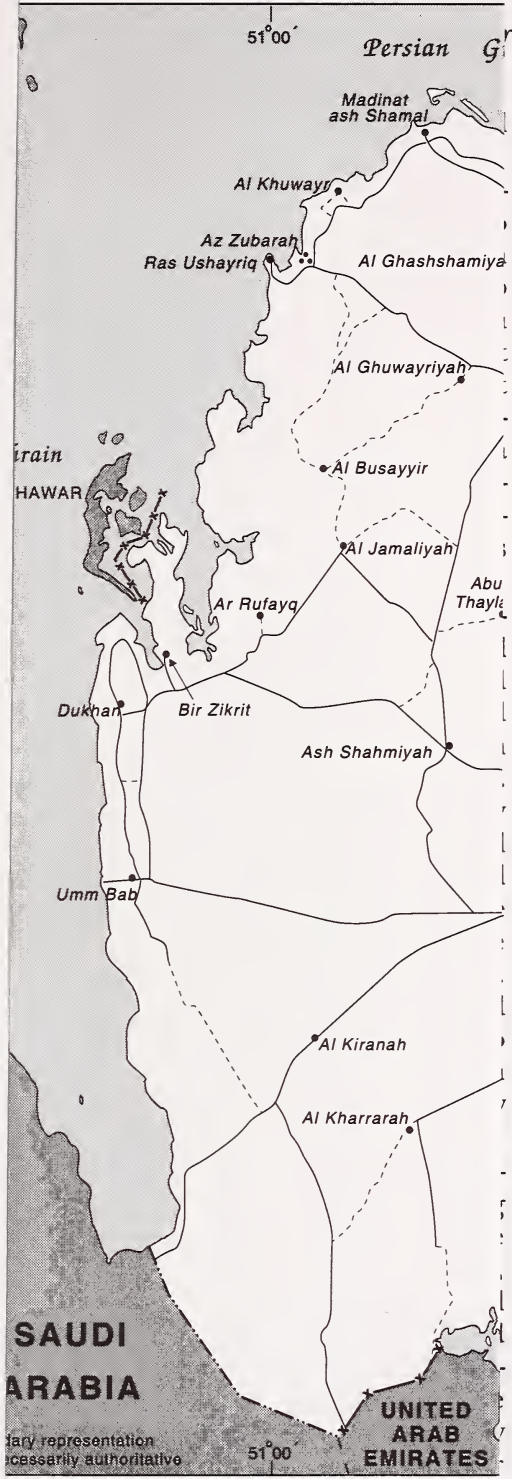 51°00'
Persian G
Madinat
ash Shamal
Al Khuwayr
Az Zubarah
Ras Ushayriq
Al Ghashshamiya
Al Ghuwayriyah
irain
HAWAR
Al Busayyir
Al Jamaliyah
Abu
Thayla
Ar Rufayq
Dukhan
Bir Zikrit
Ash Shahmiyah
Umm Bab
Al Kiranah
Al Kharrarah
SAUDI
ARABIA
dary representation
ecessarily authoritative
51°00'
UNITED
ARAB
EMIRATES